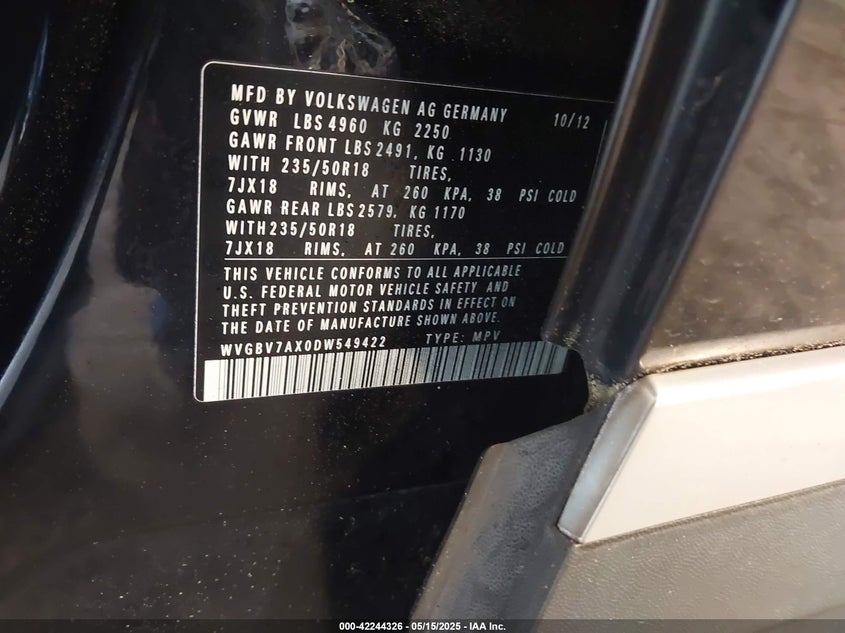 MFD BY VOLKSWAGEN AG GERMANY 10/12
GVWR LBS 4960 KG 2250
GAWR FRONT LBS 2491, KG 1130
WITH 235/50R18 TIRES,
7JX18 RIMS, AT 260 KPA, 38 PSI COLD
GAWR REAR LBS 2579, KG 1170
WITH 235/50R18 TIRES,
7JX18 RIMS, AT 260 KPA, 38 PSI COLD
THIS VEHICLE CONFORMS TO ALL APPLICABLE
U.S. FEDERAL MOTOR VEHICLE SAFETY AND
THEFT PREVENTION STANDARDS IN EFFECT ON
THE DATE OF MANUFACTURE SHOWN ABOVE.
WVGBV7AX0DW549422 TYPE: MPV
000-42244326 - 05/15/2025 - IAA Inc.